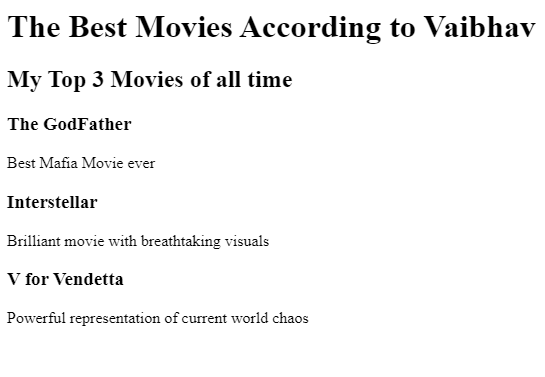 The Best Movies According to Vaibhav
My Top 3 Movies of all time
The GodFather
Best Mafia Movie ever
Interstellar
Brilliant movie with breathtaking visuals
V for Vendetta
Powerful representation of current world chaos